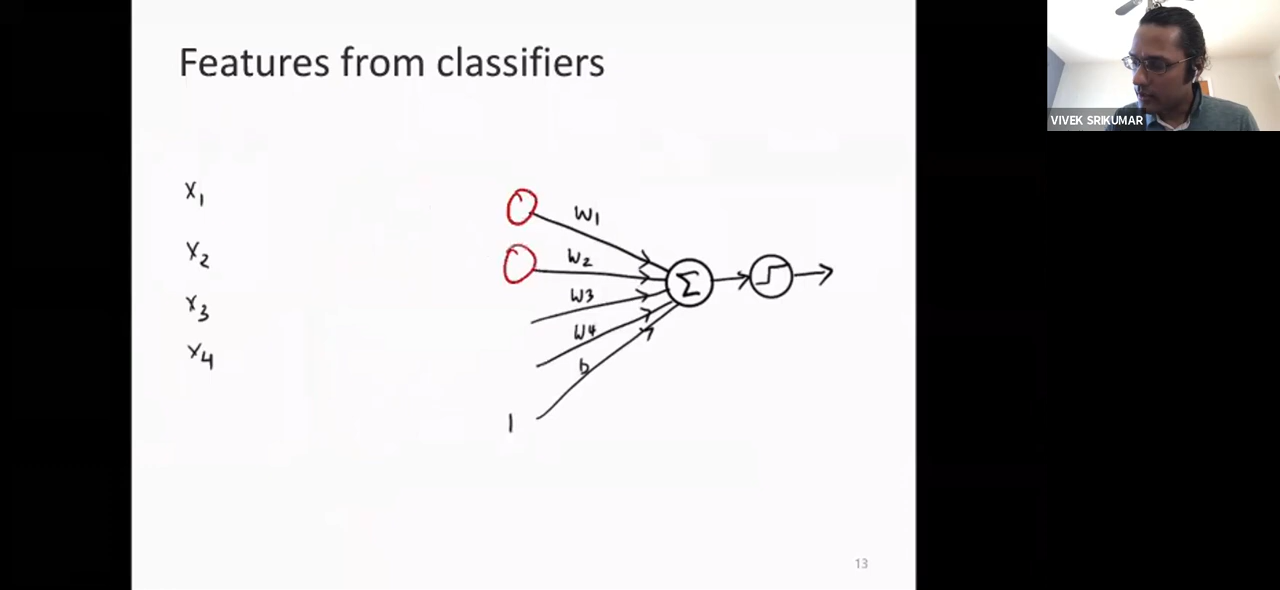 Features from classifiers
VIVEK SRIKUMAR
x1
w1
x2
w2
x3
w3
Σ
x4
w4
b
1
13